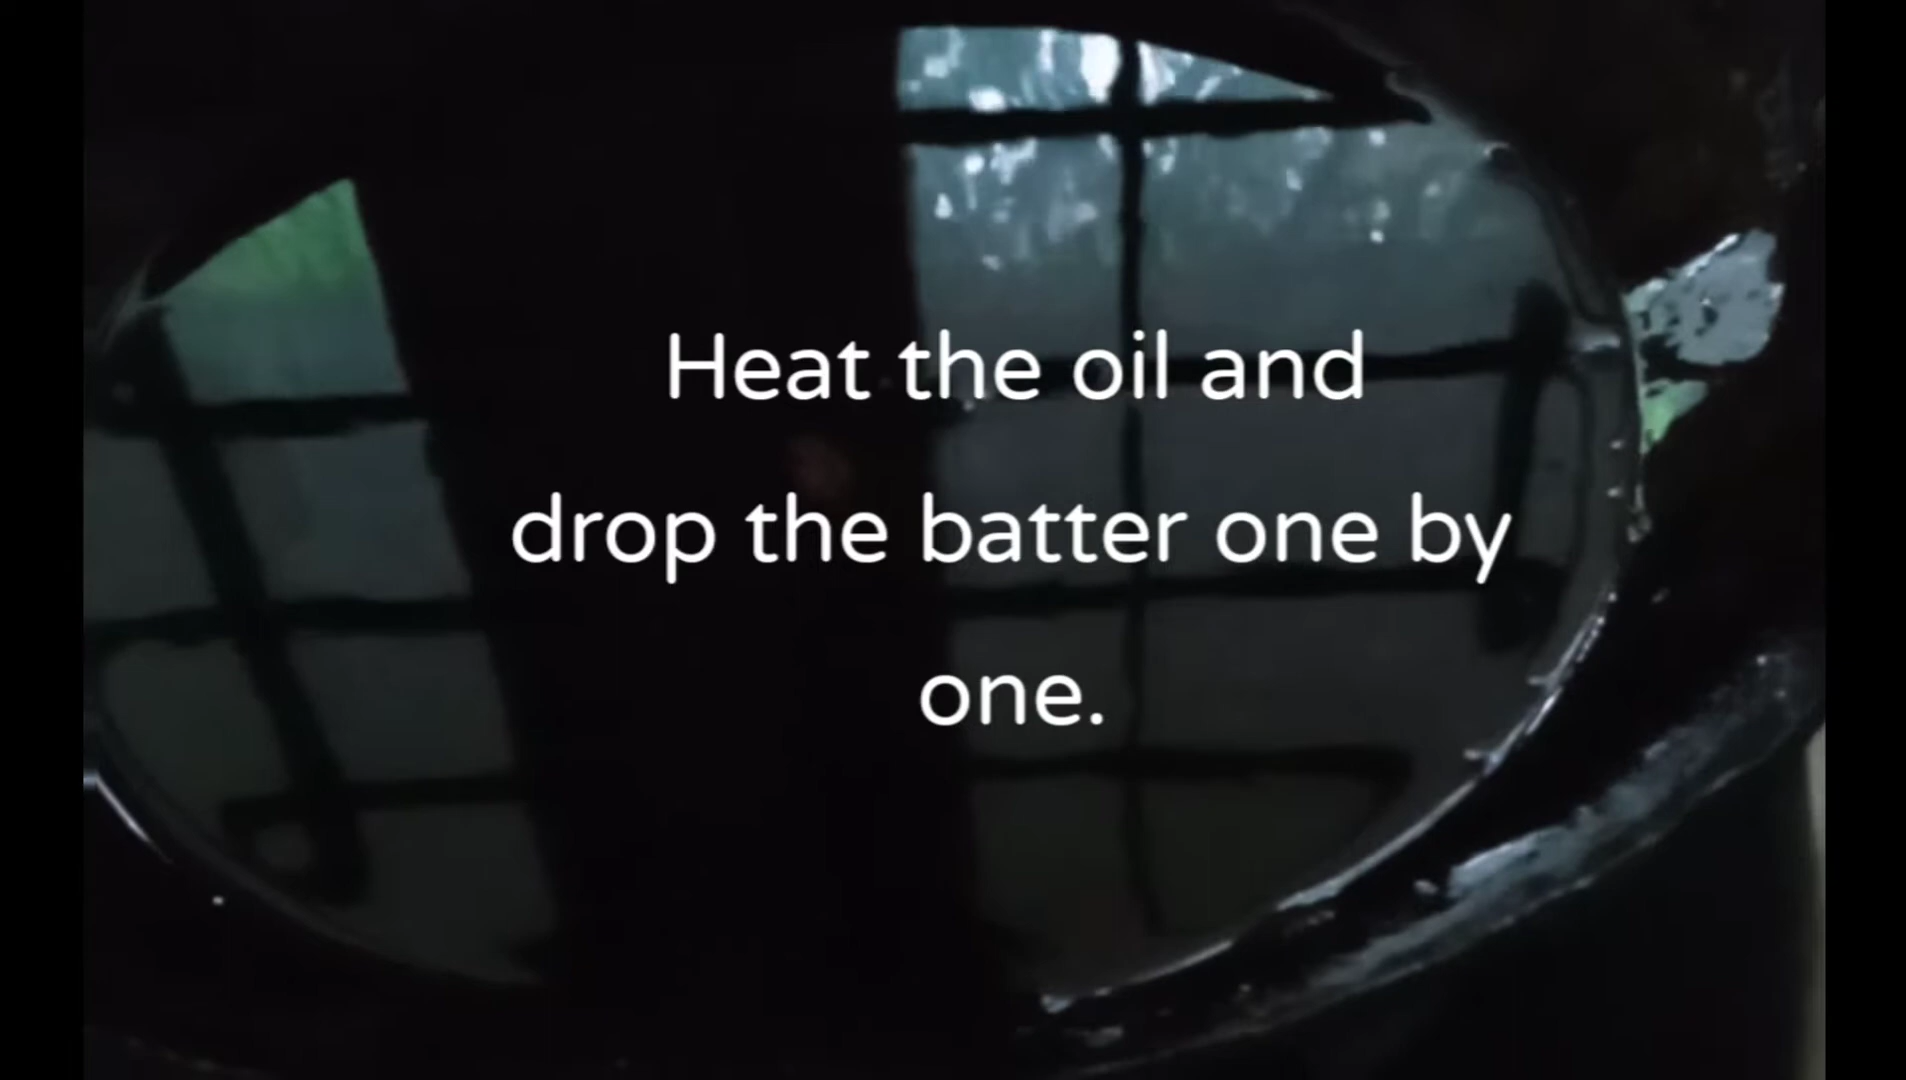 Heat the oil and
drop the batter one by
one.